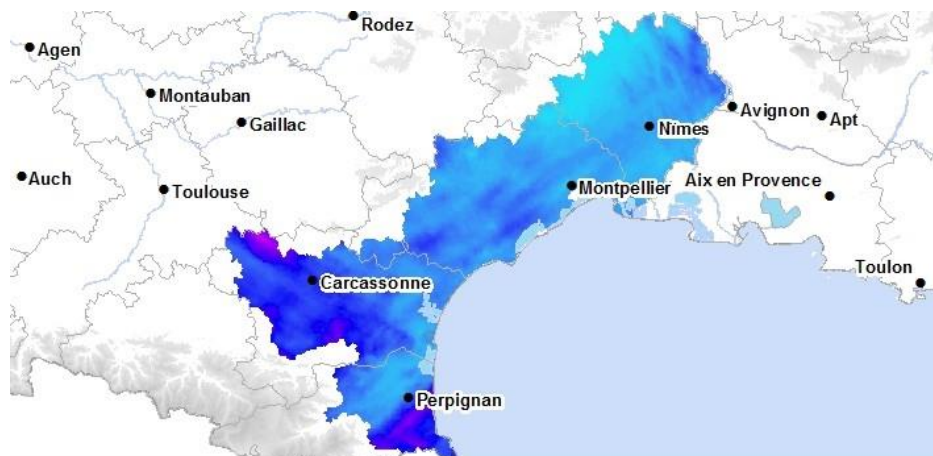 Rodez
Agen
Montauban
Gaillac
Avignon
Apt
Nîmes
Auch
Toulouse
Montpellier
Aix en Provence
Toulon
Carcassonne
Perpignan